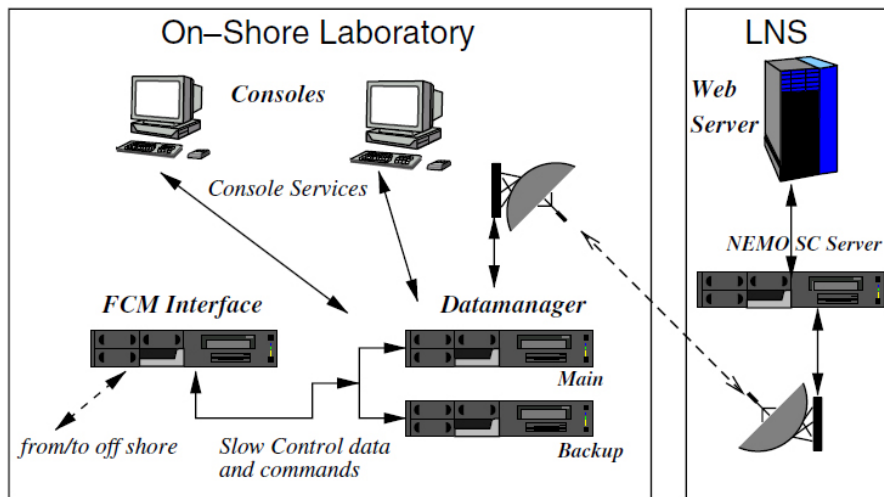 On–Shore Laboratory
LNS
Consoles
Web
Server
Console Services
NEMO SC Server
FCM Interface
Datamanager
Main
from/to off shore
Slow Control data
and commands
Backup